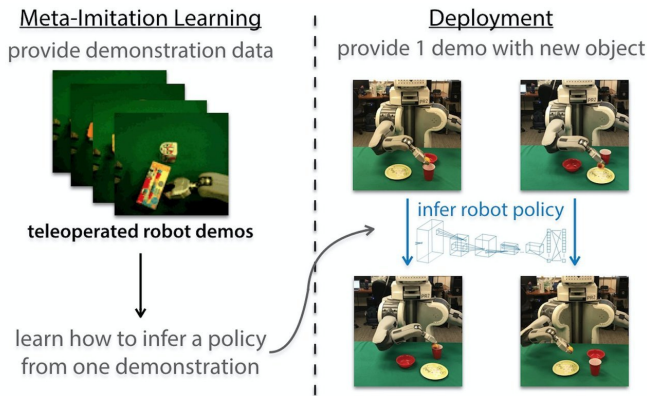 Meta-Imitation Learning
provide demonstration data
teleoperated robot demos
learn how to infer a policy
from one demonstration
Deployment
provide 1 demo with new object
infer robot policy